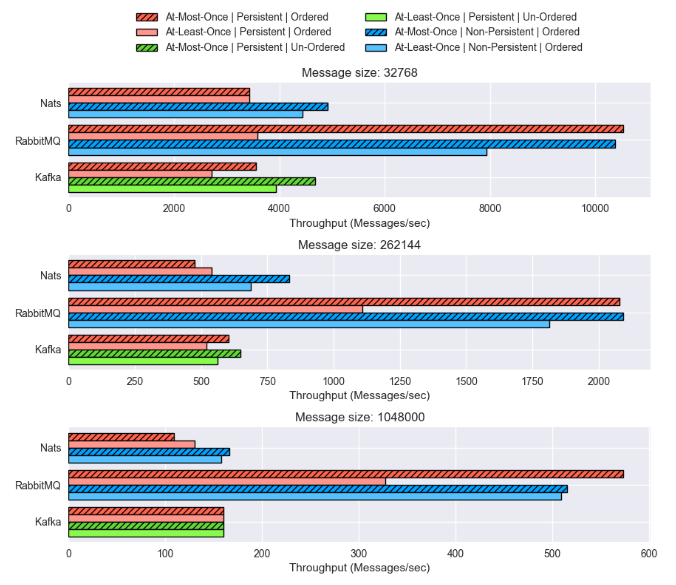 At-Most-Once | Persistent | Ordered
At-Least-Once | Persistent | Ordered
At-Most-Once | Persistent | Un-Ordered
At-Least-Once | Persistent | Un-Ordered
At-Most-Once | Non-Persistent | Ordered
At-Least-Once | Non-Persistent | Ordered
Message size: 32768
Nats
RabbitMQ
Kafka
0 2000 4000 6000 8000 10000
Throughput (Messages/sec)
Message size: 262144
Nats
RabbitMQ
Kafka
0 250 500 750 1000 1250 1500 1750 2000
Throughput (Messages/sec)
Message size: 1048000
Nats
RabbitMQ
Kafka
0 100 200 300 400 500 600
Throughput (Messages/sec)